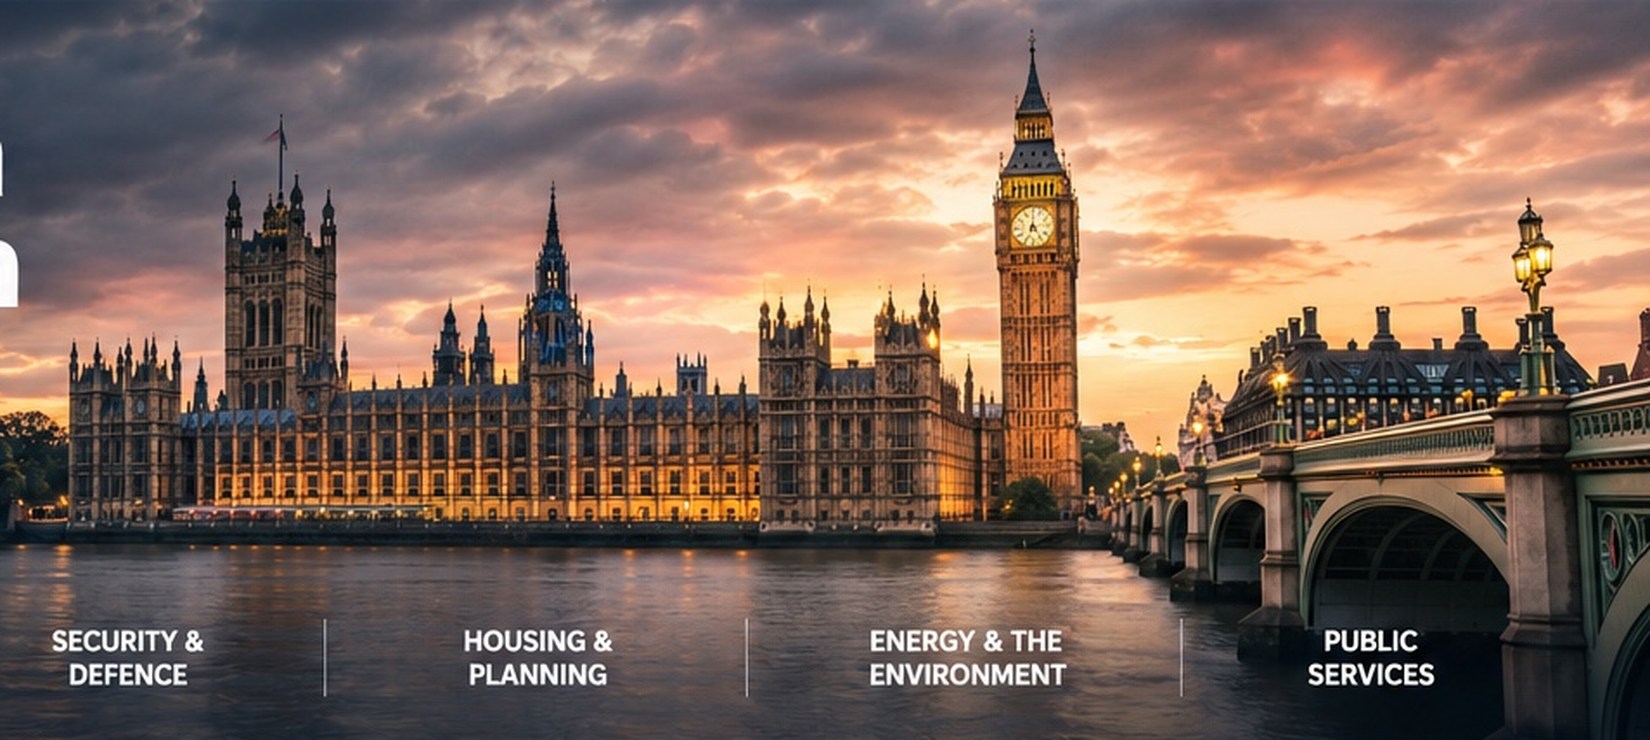 SECURITY &
DEFENCE
HOUSING &
PLANNING
ENERGY & THE
ENVIRONMENT
PUBLIC
SERVICES